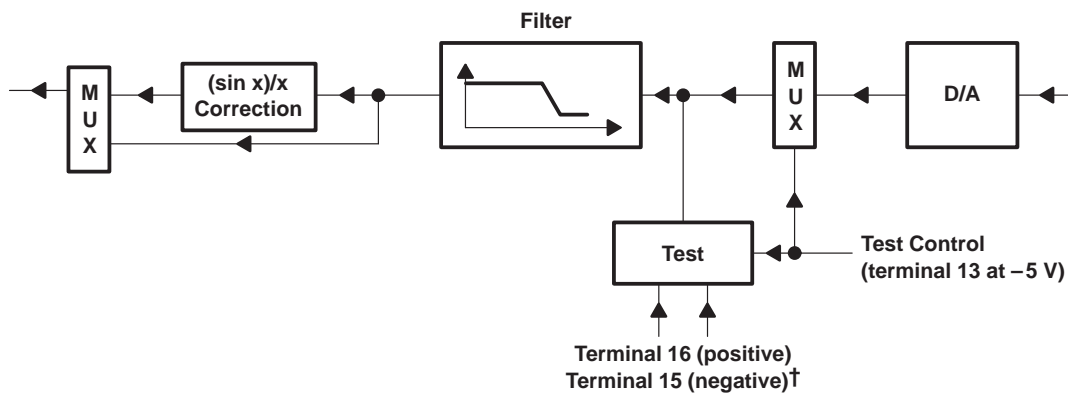 Filter
M
U
X
(sin x)/x
Correction
M
U
X
D/A
Test
Test Control
(terminal 13 at –5 V)
Terminal 16 (positive)
Terminal 15 (negative)†